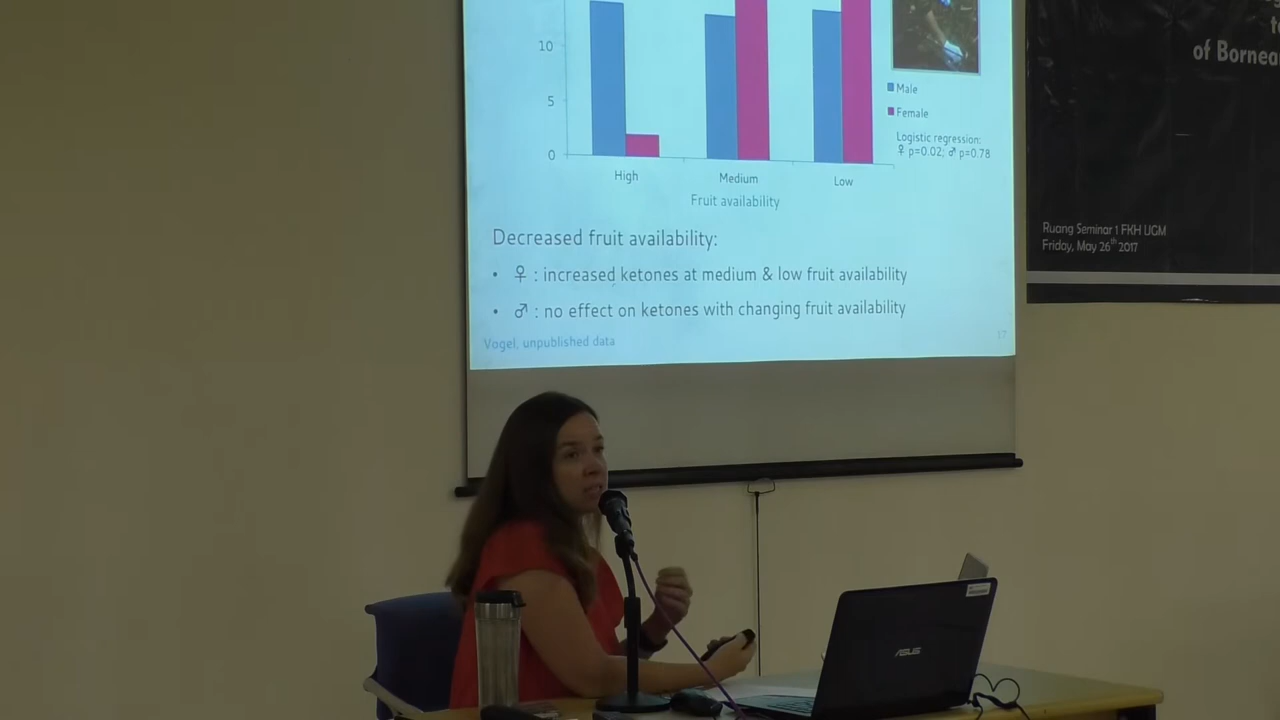 10
5
0
High
Medium
Low
Fruit availability
Male
Female
Logistic regression:
♀ p=0.02; ♂ p=0.78
Decreased fruit availability:
• ♀ : increased ketones at medium & low fruit availability
• ♂ : no effect on ketones with changing fruit availability
Vogel, unpublished data
17
of
Ruang Seminar 1 FKH UGM
Friday, May 26th 2017
ASUS